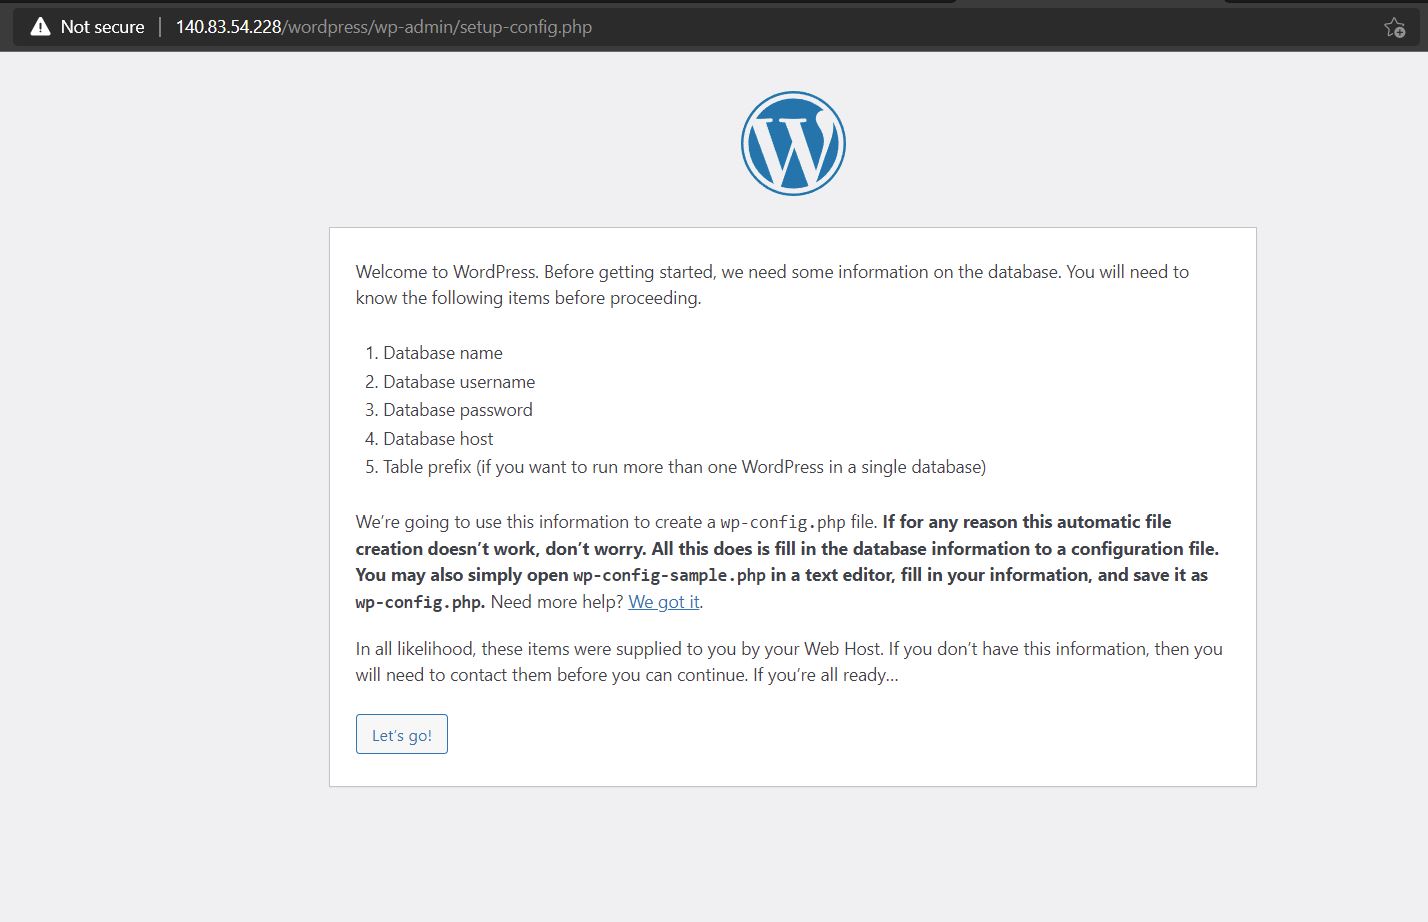 Not secure | 140.83.54.228/wordpress/wp-admin/setup-config.php
W
Welcome to WordPress. Before getting started, we need some information on the database. You will need to
know the following items before proceeding.
1. Database name
2. Database username
3. Database password
4. Database host
5. Table prefix (if you want to run more than one WordPress in a single database)
We’re going to use this information to create a wp-config.php file. If for any reason this automatic file
creation doesn’t work, don’t worry. All this does is fill in the database information to a configuration file.
You may also simply open wp-config-sample.php in a text editor, fill in your information, and save it as
wp-config.php. Need more help? We got it.
In all likelihood, these items were supplied to you by your Web Host. If you don’t have this information, then you
will need to contact them before you can continue. If you’re all ready…
Let’s go!